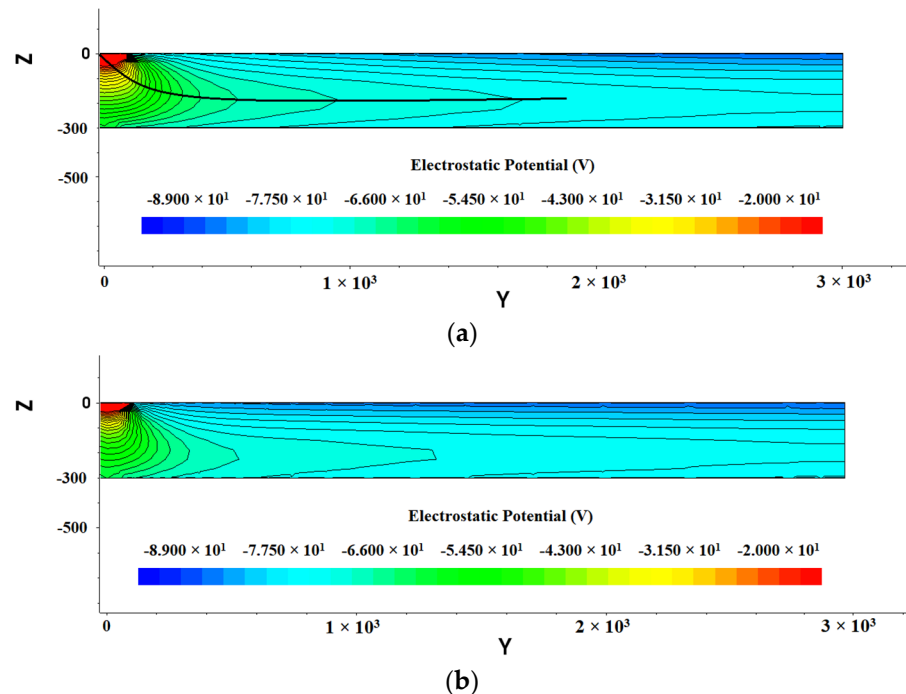 Z
0
-300
-500
Electrostatic Potential (V)
-8.900 × 10¹ -7.750 × 10¹ -6.600 × 10¹ -5.450 × 10¹ -4.300 × 10¹ -3.150 × 10¹ -2.000 × 10¹
0 1 × 10³ 2 × 10³ 3 × 10³
Y
(a)
Z
0
-300
-500
Electrostatic Potential (V)
-8.900 × 10¹ -7.750 × 10¹ -6.600 × 10¹ -5.450 × 10¹ -4.300 × 10¹ -3.150 × 10¹ -2.000 × 10¹
0 1 × 10³ 2 × 10³ 3 × 10³
Y
(b)